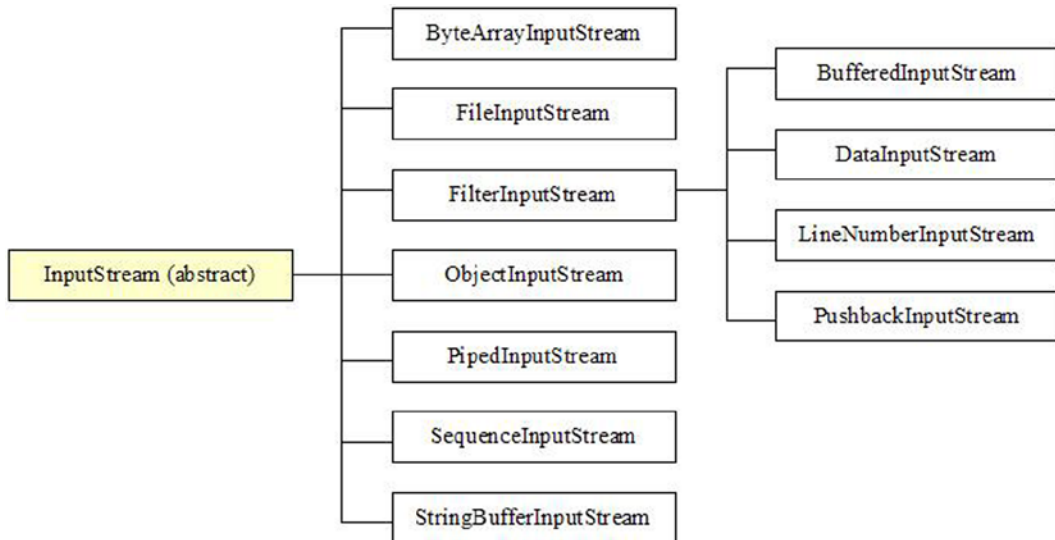 InputStream (abstract)
ByteArrayInputStream
FileInputStream
FilterInputStream
ObjectInputStream
PipedInputStream
SequenceInputStream
StringBufferInputStream
BufferedInputStream
DataInputStream
LineNumberInputStream
PushbackInputStream